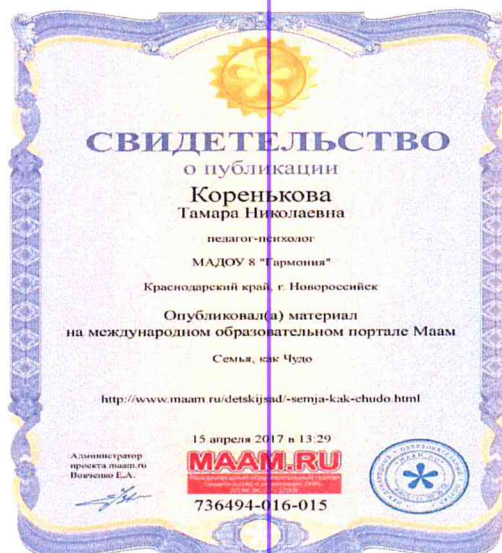 СВИДЕТЕЛЬСТВО
о публикации
Коренькова
Тамара Николаевна
педагог-психолог
МАДОУ 8 "Гармония"
Краснодарский край, г. Новороссийск
Опубликовал(а) материал
на международном образовательном портале Маам
Семья, как Чудо
http://www.maam.ru/detskijsad/-semja-kak-chudo.html
15 апреля 2017 в 13:29
Администратор
проекта maam.ru
Вовченко Е.А.
MAAM.RU
736494-016-015